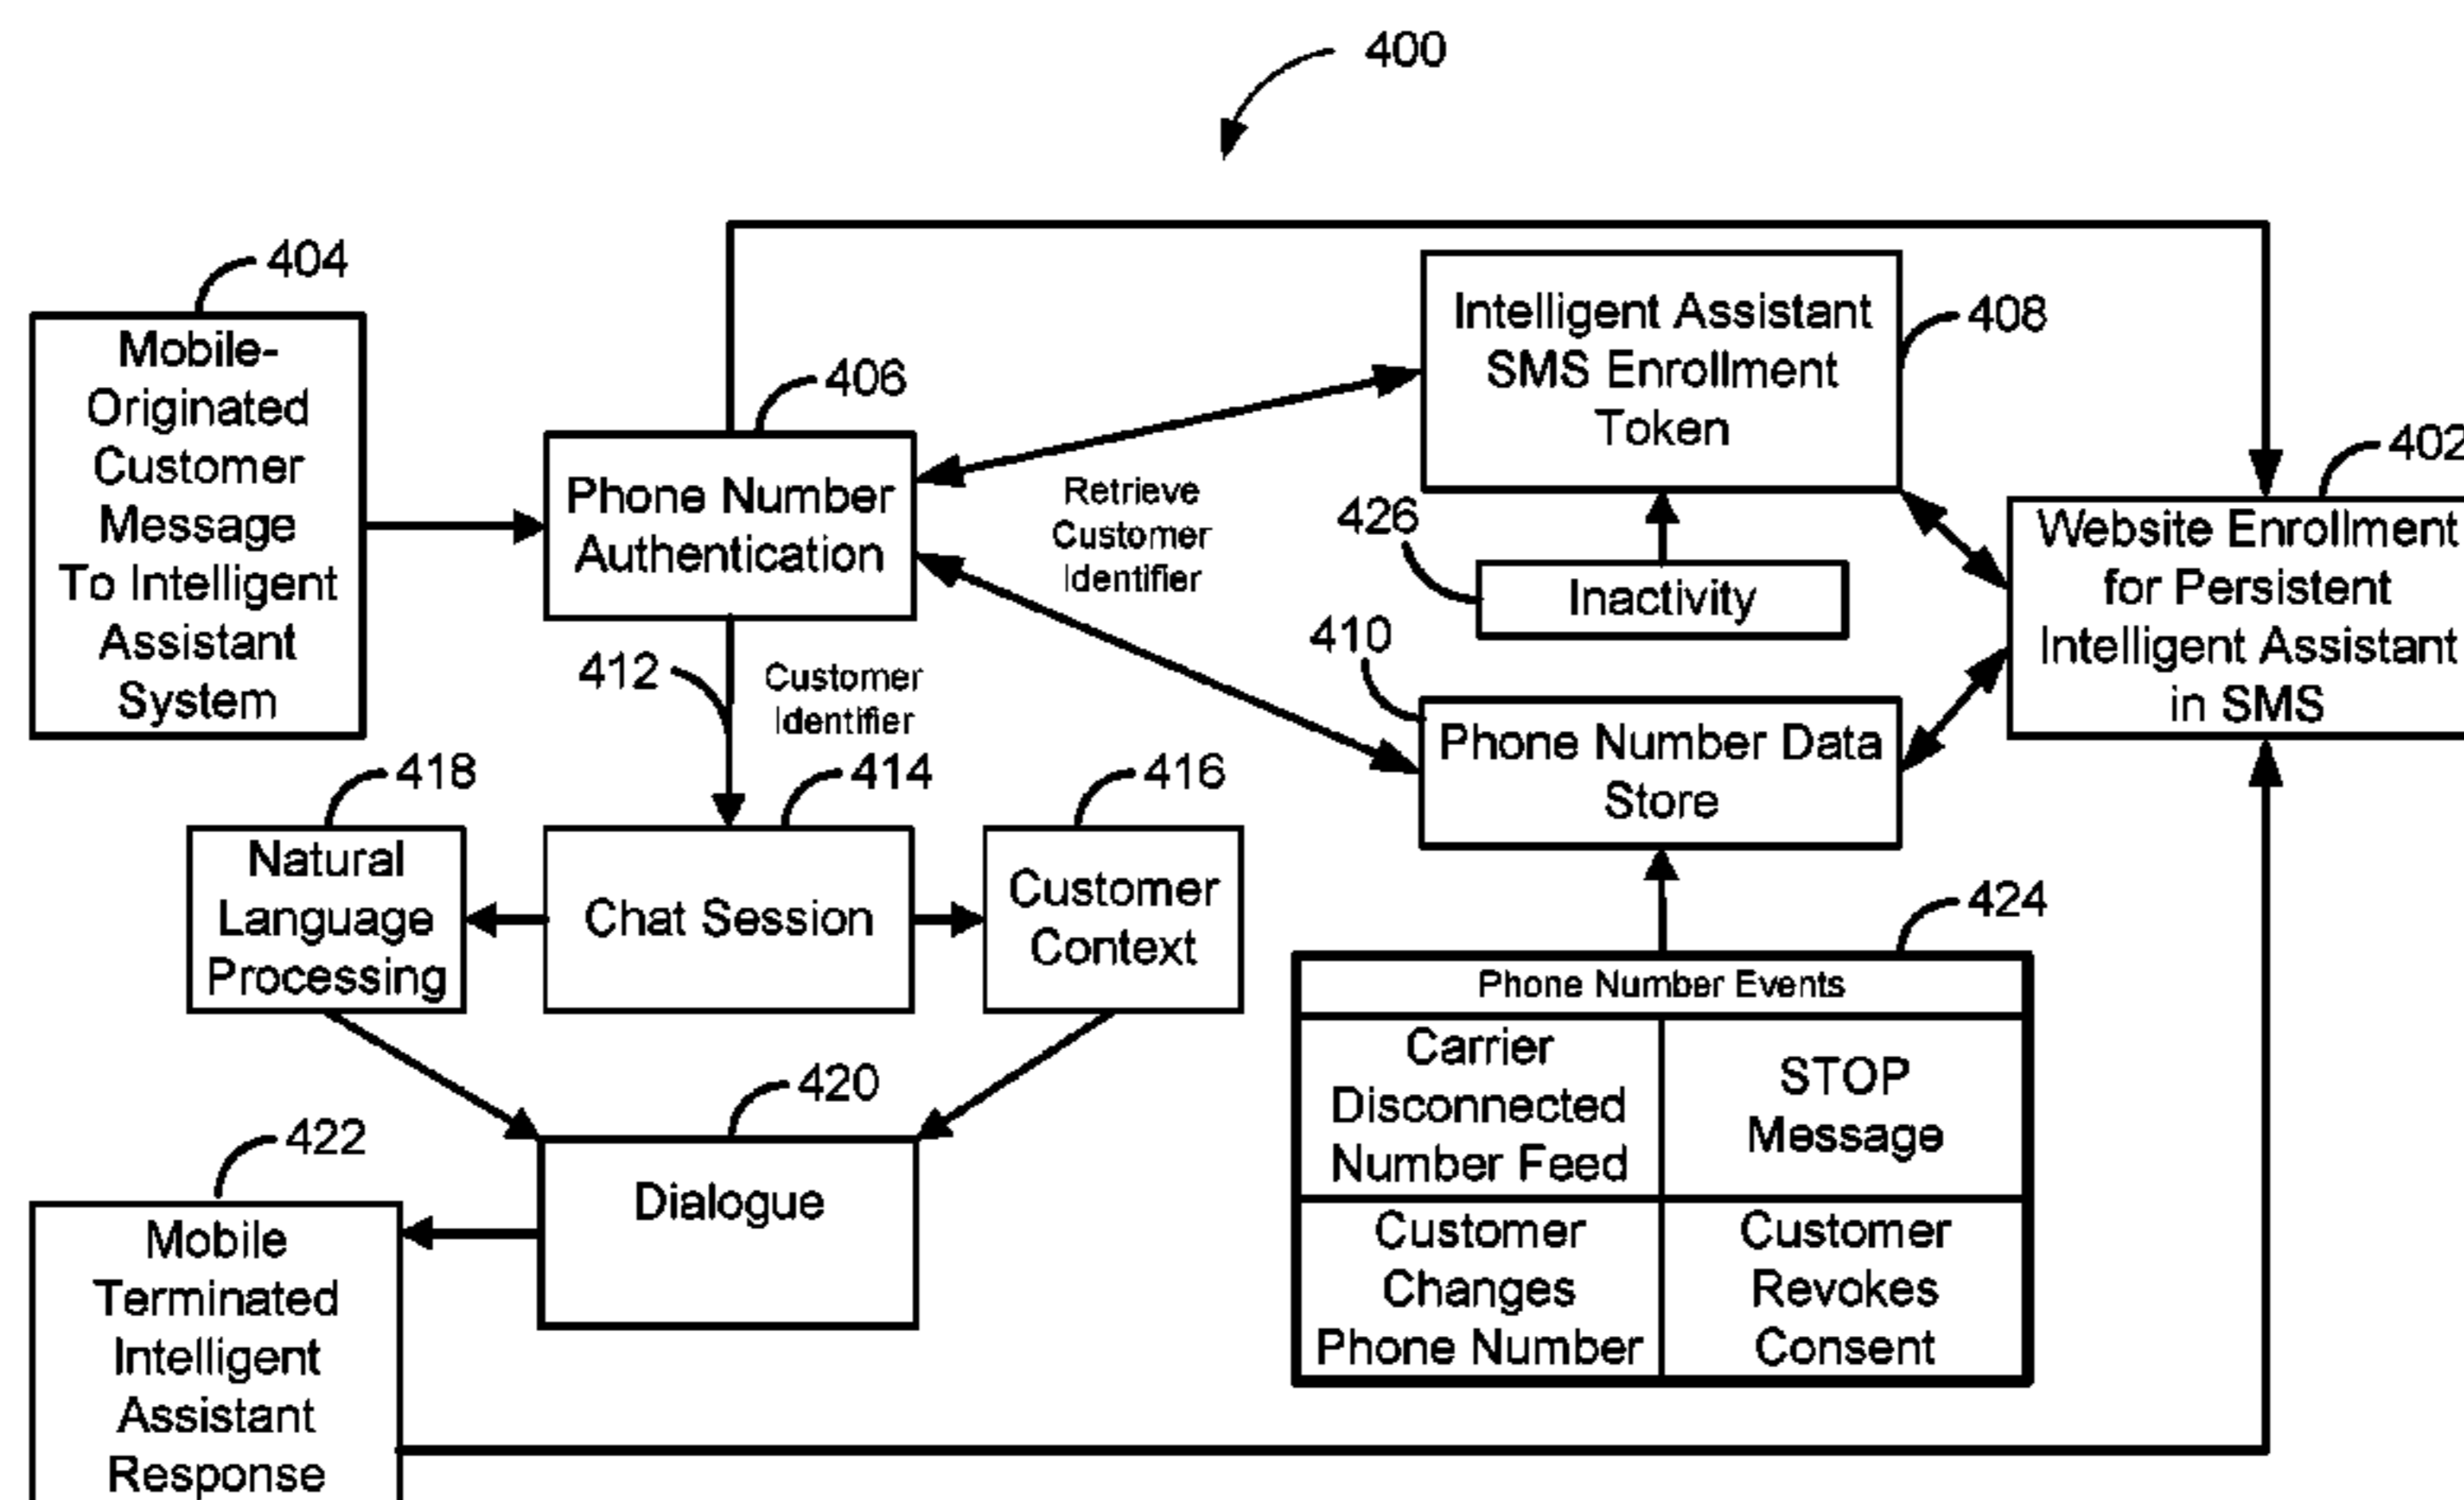 400
404
Mobile-
Originated
Customer
Message
To Intelligent
Assistant
System
406
Phone Number
Authentication
Intelligent Assistant
SMS Enrollment
Token
408
402
Website Enrollment
for Persistent
Intelligent Assistant
in SMS
Retrieve
Customer
Identifier
426
Inactivity
410
Phone Number Data
Store
412
Customer
Identifier
418
Natural
Language
Processing
414
Chat Session
416
Customer
Context
424
Phone Number Events
Carrier
Disconnected
Number Feed
STOP
Message
Customer
Changes
Phone Number
Customer
Revokes
Consent
420
Dialogue
422
Mobile
Terminated
Intelligent
Assistant
Response